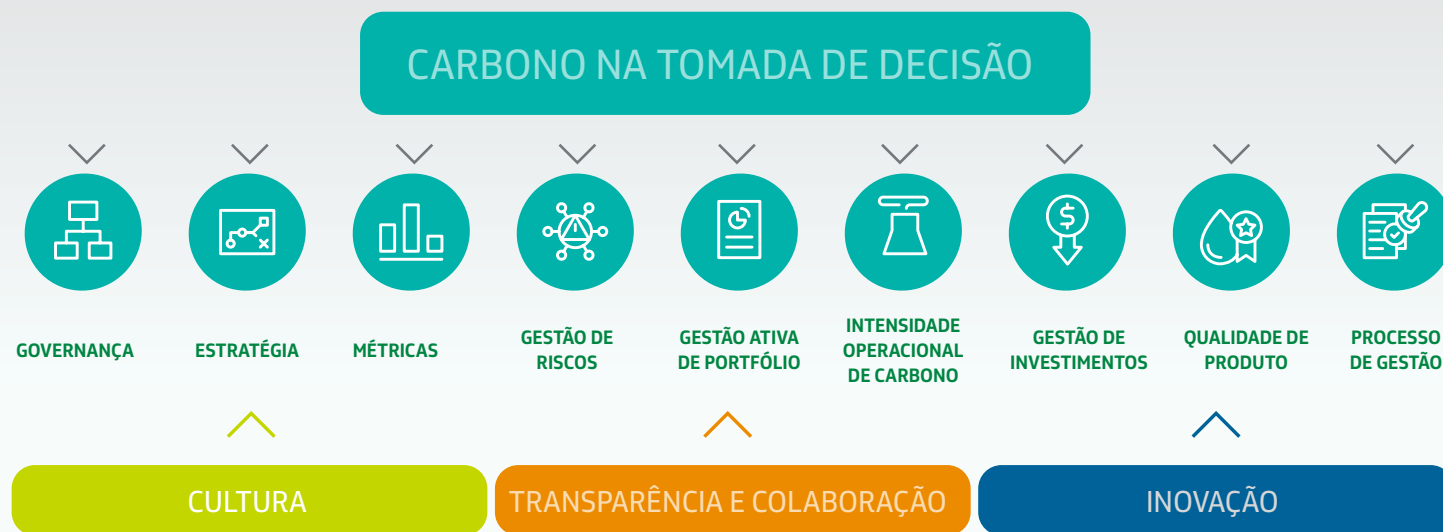 CARBONO NA TOMADA DE DECISÃO
GOVERNANÇA
ESTRATÉGIA
MÉTRICAS
GESTÃO DE
RISCOS
GESTÃO ATIVA
DE PORTFÓLIO
INTENSIDADE
OPERACIONAL
DE CARBONO
GESTÃO DE
INVESTIMENTOS
QUALIDADE DE
PRODUTO
PROCESSO
DE GESTÃO
CULTURA
TRANSPARÊNCIA E COLABORAÇÃO
INOVAÇÃO